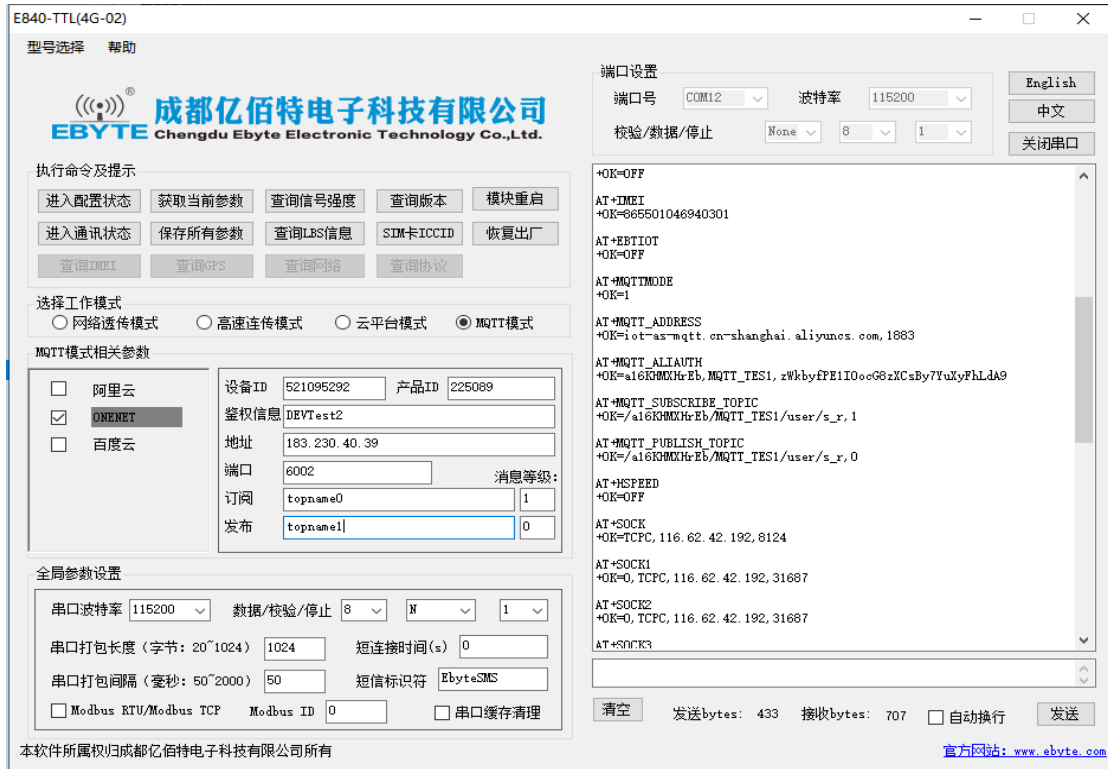 E840-TTL(4G-02)
型号选择 帮助
((•))® 成都亿佰特电子科技有限公司
EBYTE Chengdu Ebyte Electronic Technology Co.,Ltd.
端口设置
端口号 COM12 波特率 115200
校验/数据/停止 None 8 1
English
中文
关闭串口
执行命令及提示
进入配置状态 获取当前参数 查询信号强度 查询版本 模块重启
进入通讯状态 保存所有参数 查询LBS信息 SIM卡ICCID 恢复出厂
查询IMEI 查询GPS 查询网络 查询协议
选择工作模式
网络透传模式 高速连传模式 云平台模式 MQTT模式
MQTT模式相关参数
阿里云
ONENET
百度云
设备ID 521095292 产品ID 225089
鉴权信息 DEVTest2
地址 183.230.40.39
端口 6002 消息等级:
订阅 topname0 1
发布 topname1 0
全局参数设置
串口波特率 115200 数据/校验/停止 8 N 1
串口打包长度(字节: 20~1024) 1024 短连接时间(s) 0
串口打包间隔(毫秒: 50~2000) 50 短信标识符 EbyteSMS
Modbus RTU/Modbus TCP Modbus ID 0 串口缓存清理
+OK=OFF
AT+IMEI
+OK=865501046940301
AT+EBTIOT
+OK=OFF
AT+MQTTMODE
+OK=1
AT+MQTT_ADDRESS
+OK=iot-as-mqtt.cn-shanghai.aliyuncs.com,1883
AT+MQTT_ALIAUTH
+OK=a16KHMXHrEb,MQTT_TES1,zWkbyfPE1IOocG8zXCsBy7YuXyFhLdA9
AT+MQTT_SUBSCRIBE_TOPIC
+OK=/a16KHMXHrEb/MQTT_TES1/user/s_r,1
AT+MQTT_PUBLISH_TOPIC
+OK=/a16KHMXHrEb/MQTT_TES1/user/s_r,0
AT+HSPEED
+OK=OFF
AT+SOCK
+OK=TCPC,116.62.42.192,8124
AT+SOCK1
+OK=0,TCPC,116.62.42.192,31687
AT+SOCK2
+OK=0,TCPC,116.62.42.192,31687
AT+SOCK3
清空 发送bytes: 433 接收bytes: 707 自动换行 发送
本软件所属权归成都亿佰特电子科技有限公司所有
官方网站: www.ebyte.com